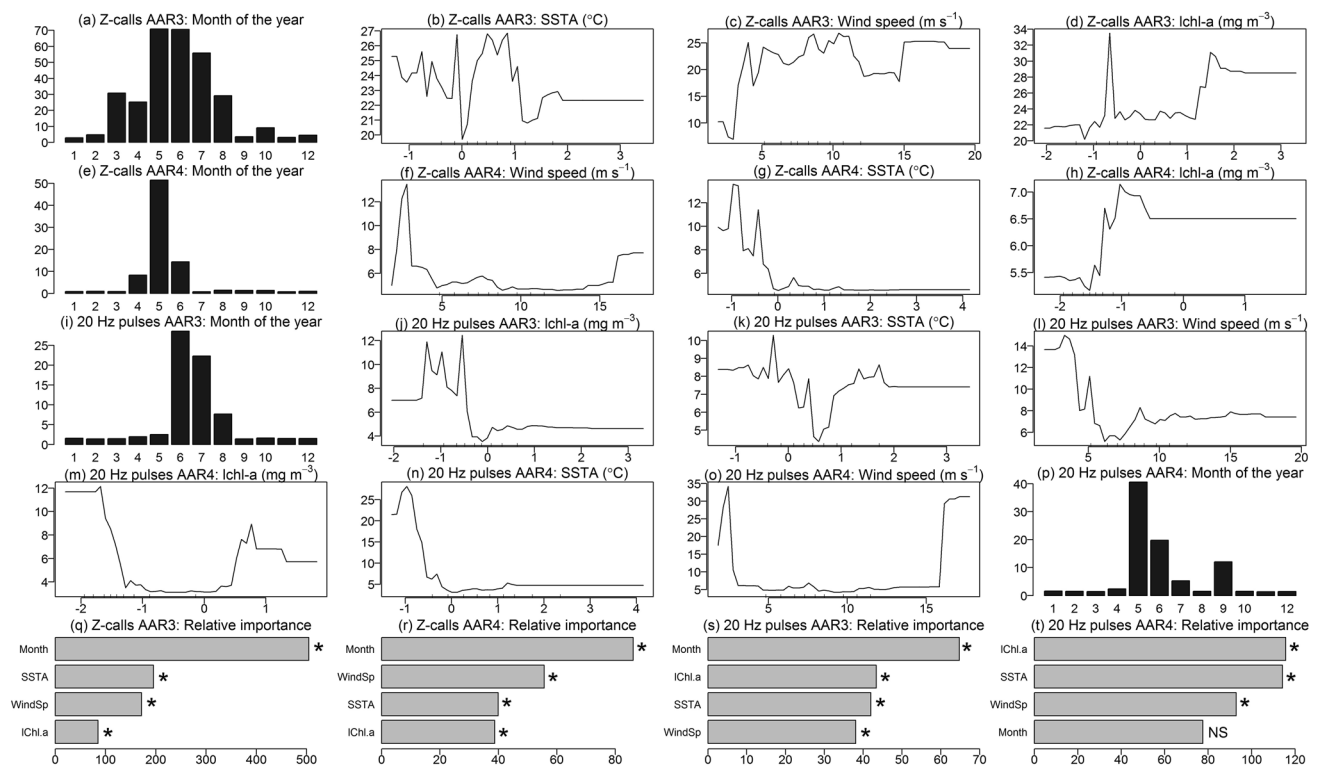 (a) Z-calls AAR3: Month of the year
70
60
50
40
30
20
10
0
1 2 3 4 5 6 7 8 9 10 12
(b) Z-calls AAR3: SSTA (°C)
27
26
25
24
23
22
21
20
-1 0 1 2 3
(c) Z-calls AAR3: Wind speed (m s⁻¹)
25
20
15
10
5 10 15 20
(d) Z-calls AAR3: lchl-a (mg m⁻³)
34
32
30
28
26
24
22
20
-2 -1 0 1 2 3
(e) Z-calls AAR4: Month of the year
50
40
30
20
10
0
1 2 3 4 5 6 7 8 9 10 12
(f) Z-calls AAR4: Wind speed (m s⁻¹)
12
10
8
6
5 10 15
(g) Z-calls AAR4: SSTA (°C)
12
10
8
6
-1 0 1 2 3 4
(h) Z-calls AAR4: lchl-a (mg m⁻³)
7.0
6.5
6.0
5.5
-2 -1 0 1
(i) 20 Hz pulses AAR3: Month of the year
25
20
15
10
5
0
1 2 3 4 5 6 7 8 9 10 12
(j) 20 Hz pulses AAR3: lchl-a (mg m⁻³)
12
10
8
6
4
-2 -1 0 1 2 3
(k) 20 Hz pulses AAR3: SSTA (°C)
10
9
8
7
6
5
-1 0 1 2 3
(l) 20 Hz pulses AAR3: Wind speed (m s⁻¹)
14
12
10
8
6
5 10 15 20
(m) 20 Hz pulses AAR4: lchl-a (mg m⁻³)
12
10
8
6
4
-2 -1 0 1
(n) 20 Hz pulses AAR4: SSTA (°C)
25
20
15
10
5
-1 0 1 2 3 4
(o) 20 Hz pulses AAR4: Wind speed (m s⁻¹)
35
30
25
20
15
10
5
5 10 15
(p) 20 Hz pulses AAR4: Month of the year
40
30
20
10
0
1 2 3 4 5 6 7 8 9 10 12
(q) Z-calls AAR3: Relative importance
Month *
SSTA *
WindSp *
lChl.a *
0 100 200 300 400 500
(r) Z-calls AAR4: Relative importance
Month *
WindSp *
SSTA *
lChl.a *
0 20 40 60 80
(s) 20 Hz pulses AAR3: Relative importance
Month *
lChl.a *
SSTA *
WindSp *
0 10 20 30 40 50 60 70
(t) 20 Hz pulses AAR4: Relative importance
lChl.a *
SSTA *
WindSp *
Month NS
0 20 40 60 80 100 120